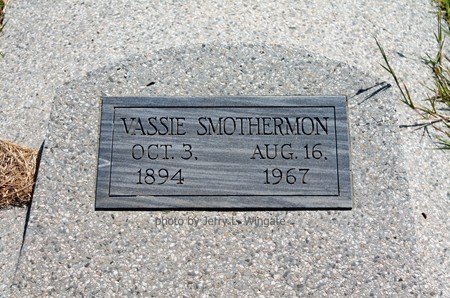 VASSIE SMOTHERMON
OCT. 3. AUG. 16.
1894 1967
photo by Jerry L. Wingate